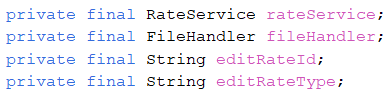 private final RateService rateService;
private final FileHandler fileHandler;
private final String editRateId;
private final String editRateType;